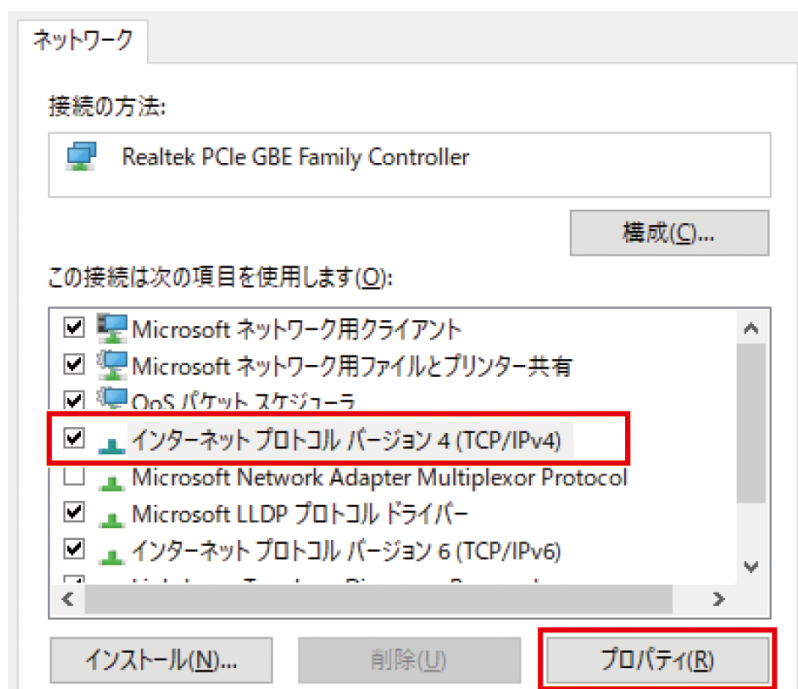 ネットワーク
接続の方法:
Realtek PCIe GBE Family Controller
構成(C)...
この接続は次の項目を使用します(O):
Microsoft ネットワーク用クライアント
Microsoft ネットワーク用ファイルとプリンター共有
QoS パケット スケジューラ
インターネット プロトコル バージョン 4 (TCP/IPv4)
Microsoft Network Adapter Multiplexor Protocol
Microsoft LLDP プロトコル ドライバー
インターネット プロトコル バージョン 6 (TCP/IPv6)
インストール(N)...
削除(U)
プロパティ(R)